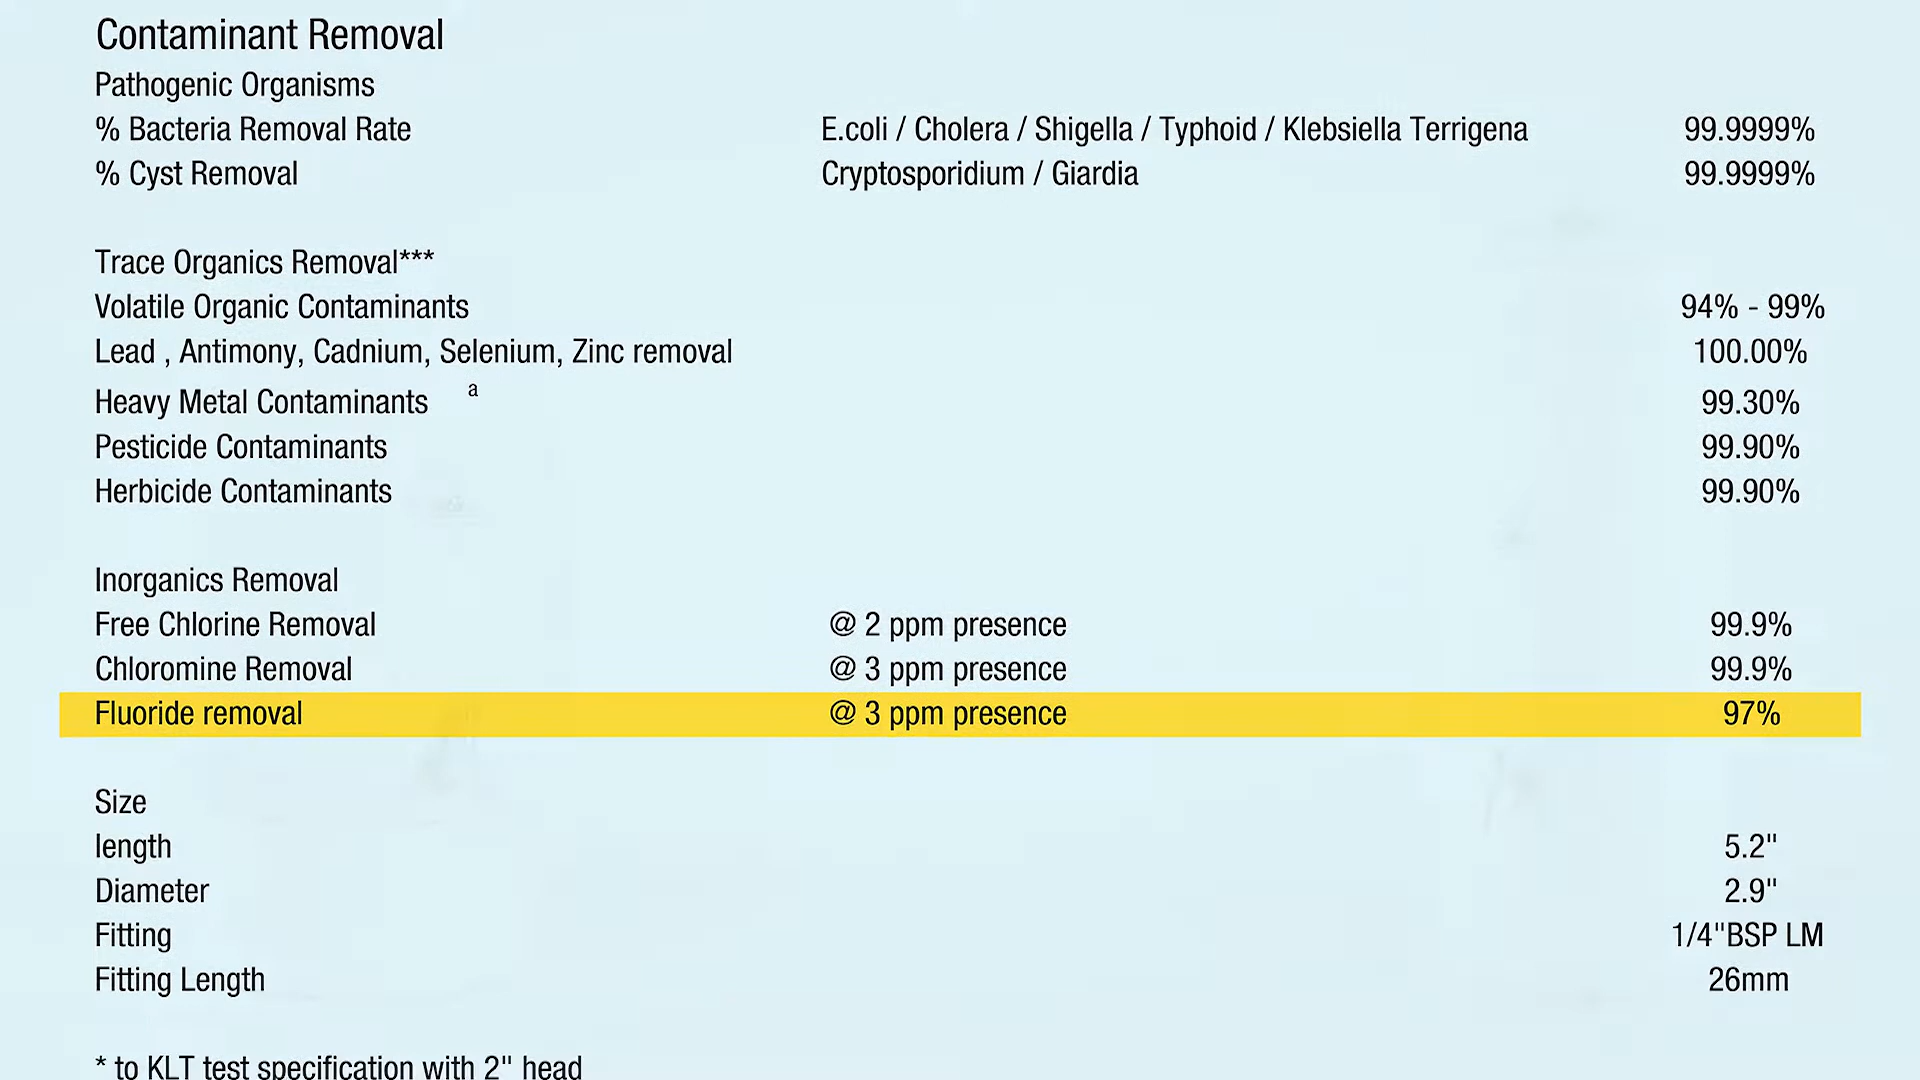 Contaminant Removal
Pathogenic Organisms
% Bacteria Removal Rate E.coli / Cholera / Shigella / Typhoid / Klebsiella Terrigena 99.9999%
% Cyst Removal Cryptosporidium / Giardia 99.9999%
Trace Organics Removal***
Volatile Organic Contaminants 94% - 99%
Lead , Antimony, Cadnium, Selenium, Zinc removal 100.00%
Heavy Metal Contaminants a 99.30%
Pesticide Contaminants 99.90%
Herbicide Contaminants 99.90%
Inorganics Removal
Free Chlorine Removal @ 2 ppm presence 99.9%
Chloromine Removal @ 3 ppm presence 99.9%
Fluoride removal @ 3 ppm presence 97%
Size
length 5.2"
Diameter 2.9"
Fitting 1/4"BSP LM
Fitting Length 26mm
* to KLT test specification with 2" head